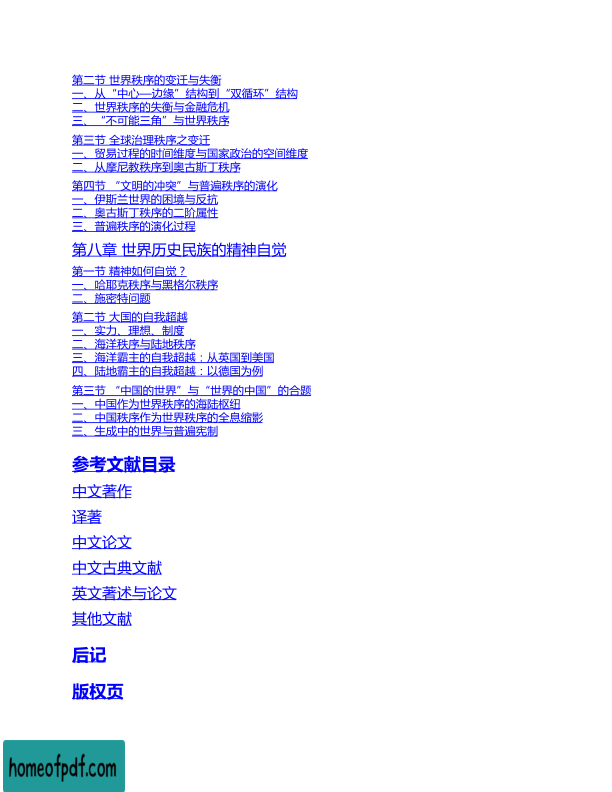 第二节 世界秩序的变迁与失衡
一、从“中心—边缘”结构到“双循环”结构
二、世界秩序的失衡与金融危机
三、“不可能三角”与世界秩序
第三节 全球治理秩序之变迁
一、贸易过程的时间维度与国家政治的空间维度
二、从摩尼教秩序到奥古斯丁秩序
第四节 “文明的冲突”与普遍秩序的演化
一、伊斯兰世界的困境与反抗
二、奥古斯丁秩序的二阶属性
三、普遍秩序的演化过程
第八章 世界历史民族的精神自觉
第一节 精神如何自觉？
一、哈耶克秩序与黑格尔秩序
二、施密特问题
第二节 大国的自我超越
一、实力、理想、制度
二、海洋秩序与陆地秩序
三、海洋霸主的自我超越：从英国到美国
四、陆地霸主的自我超越：以德国为例
第三节 “中国的世界”与“世界的中国”的合题
一、中国作为世界秩序的海陆枢纽
二、中国秩序作为世界秩序的全息缩影
三、生成中的世界与普遍宪制
参考文献目录
中文著作
译著
中文论文
中文古典文献
英文著述与论文
其他文献
后记
版权页
homeofpdf.com